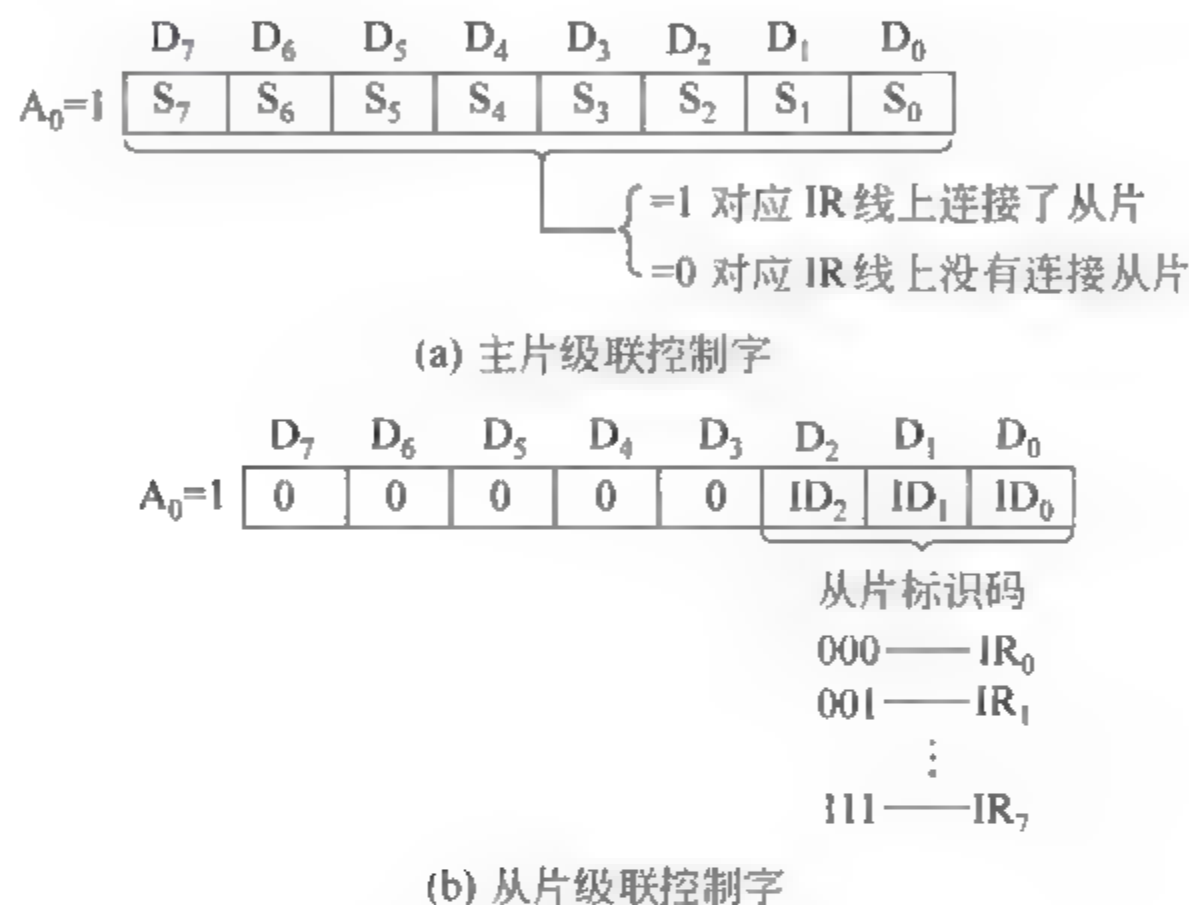 D₇ D₆ D₅ D₄ D₃ D₂ D₁ D₀
A₀=1 S₇ S₆ S₅ S₄ S₃ S₂ S₁ S₀
=1 对应 IR 线上连接了从片
=0 对应 IR 线上没有连接从片
(a) 主片级联控制字
D₇ D₆ D₅ D₄ D₃ D₂ D₁ D₀
A₀=1 0 0 0 0 0 ID₂ ID₁ ID₀
从片标识码
000 —— IR₀
001 —— IR₁
⋮
111 —— IR₇
(b) 从片级联控制字